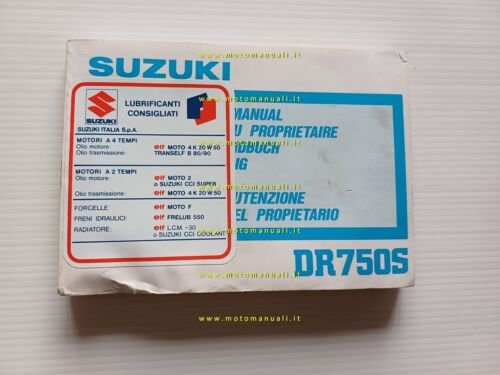 www.motomanuali.it
SUZUKI
SUZUKI
SUZUKI ITALIA S.p.A.
LUBRIFICANTI
CONSIGLIATI
MOTORI A 4 TEMPI
Olio motore: elf MOTO 4 K 20 W 50
Olio trasmissione: TRANSELF B 80/90
MOTORI A 2 TEMPI
Olio motore: elf MOTO 2
o SUZUKI CCI SUPER
Olio trasmissione: elf MOTO 4 K 20 W 50
FORCELLE: elf MOTO F
FRENI IDRAULICI: elf FRELUB 550
RADIATORE: elf L.C.M. -30
o SUZUKI CCI COOLANT
MANUAL
U PROPRIETAIRE
DBUCH
NG
UTENZIONE
EL PROPIETARIO
DR750S
www.motomanuali.it
www.motomanuali.it